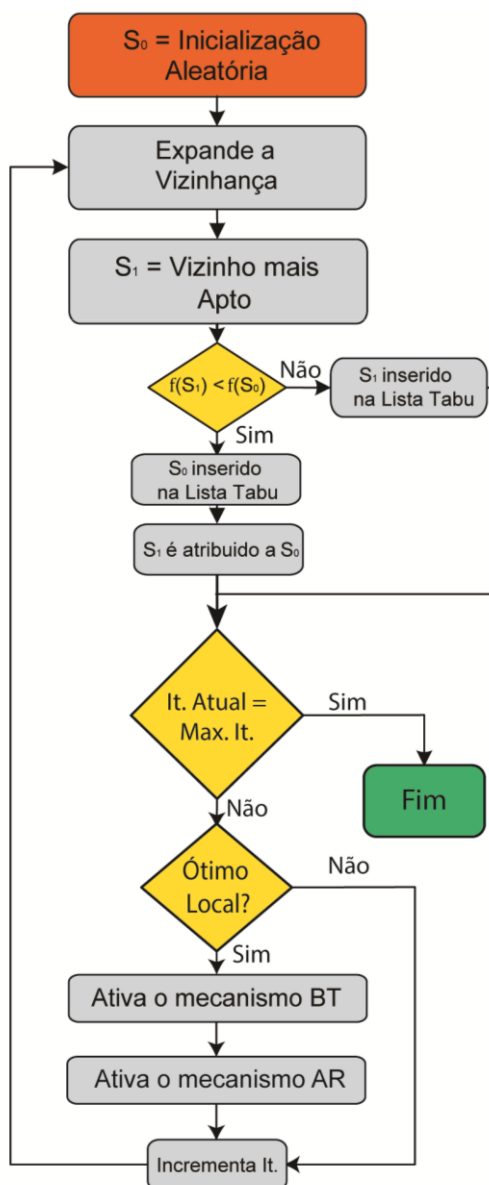 S₀ = Inicialização
Aleatória
Expande a
Vizinhança
S₁ = Vizinho mais
Apto
f(S₁) < f(S₀)
Não
S₁ inserido
na Lista Tabu
Sim
S₀ inserido
na Lista Tabu
S₁ é atribuido a S₀
It. Atual =
Max. It.
Sim
Fim
Não
Ótimo
Local?
Não
Sim
Ativa o mecanismo BT
Ativa o mecanismo AR
Incrementa It.